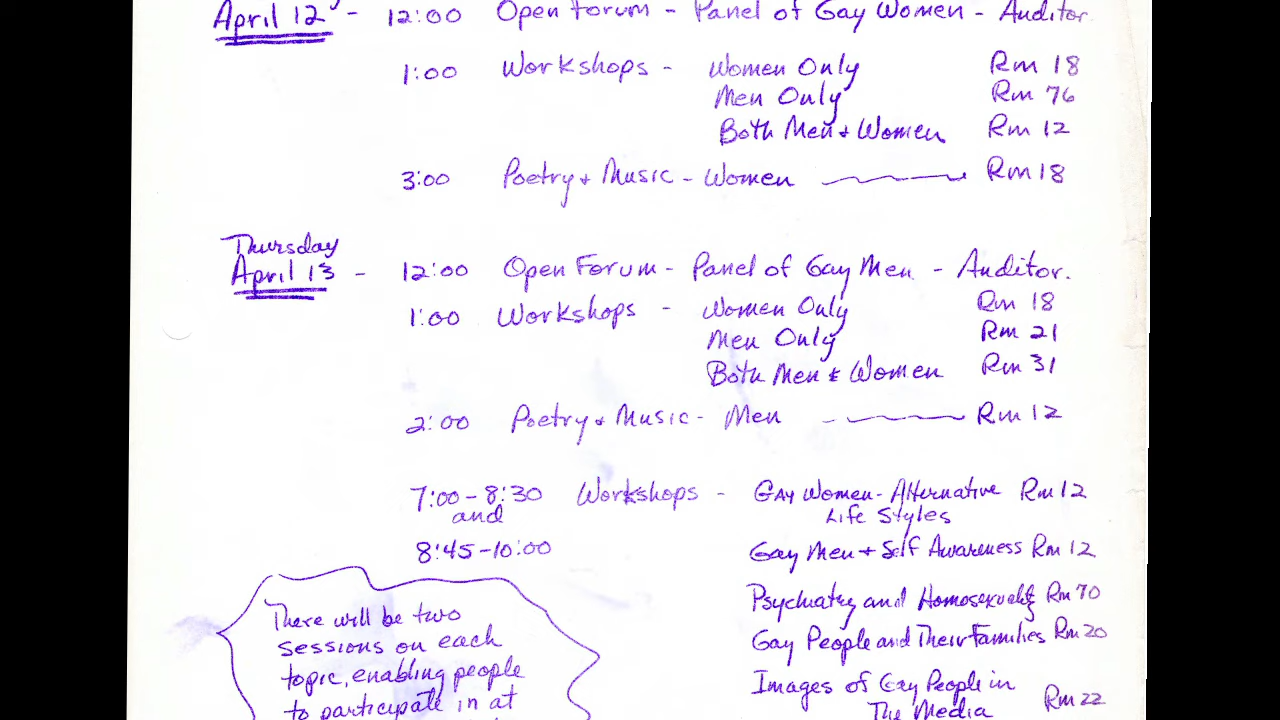 April 12 - 12:00 Open Forum - Panel of Gay Women - Auditor.
1:00 Workshops - Women Only Rm 18
Men Only Rm 76
Both Men + Women Rm 12
3:00 Poetry + Music - Women Rm 18
Thursday
April 13 - 12:00 Open Forum - Panel of Gay Men - Auditor.
1:00 Workshops - Women Only Rm 18
Men Only Rm 21
Both Men & Women Rm 31
2:00 Poetry + Music - Men Rm 12
7:00 - 8:30 Workshops - Gay Women - Alternative Rm 12
and Life Styles
8:45 - 10:00 Gay Men + Self Awareness Rm 12
Psychiatry and Homosexuality Rm 70
Gay People and Their Families Rm 20
Images of Gay People in
The Media Rm 22
There will be two
sessions on each
topic, enabling people
to participate in at